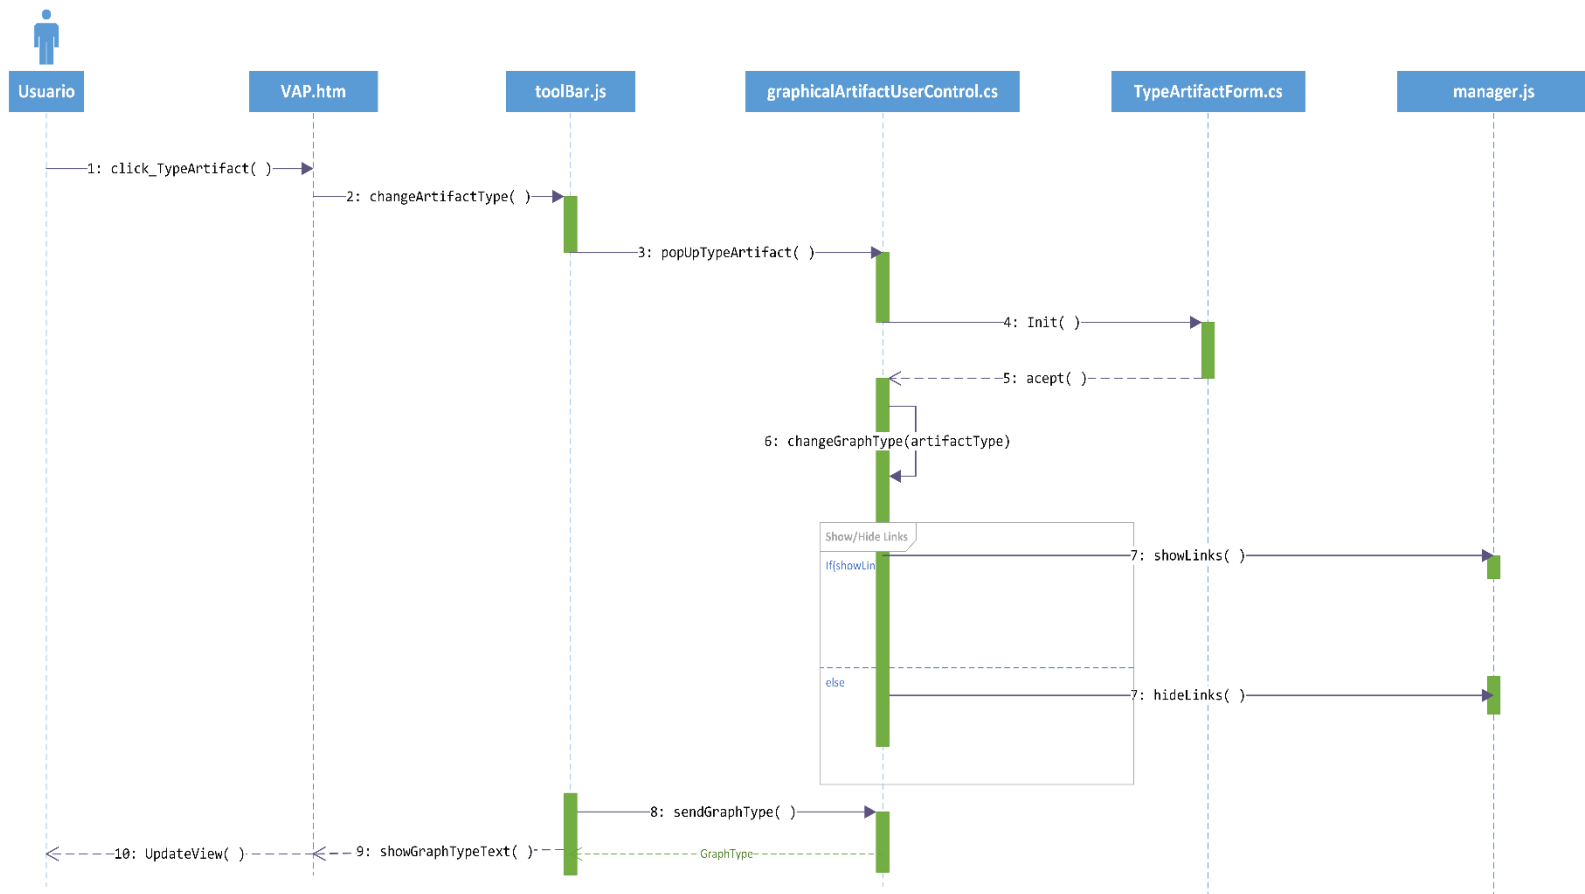 Usuario
VAP.htm
toolBar.js
graphicalArtifactUserControl.cs
TypeArtifactForm.cs
manager.js
1: click_TypeArtifact( )
2: changeArtifactType( )
3: popUpTypeArtifact( )
4: Init( )
5: acept( )
6: changeGraphType(artifactType)
Show/Hide Links
7: showLinks( )
If(showLin
else
7: hideLinks( )
8: sendGraphType( )
9: showGraphTypeText( )
10: UpdateView( )
GraphType